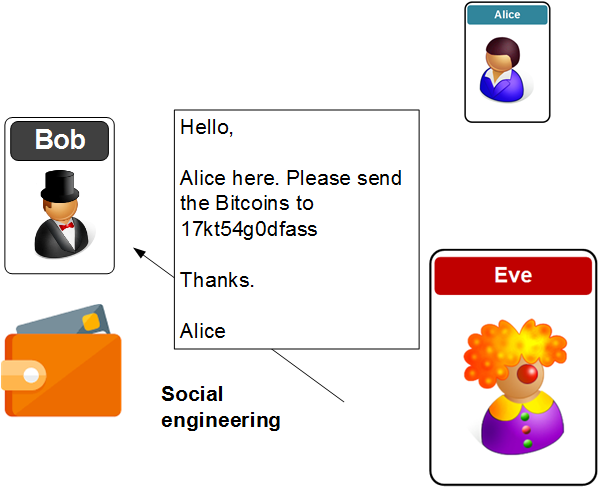 Alice
Bob
Hello,
Alice here. Please send
the Bitcoins to
17kt54g0dfass
Thanks.
Alice
Eve
Social
engineering